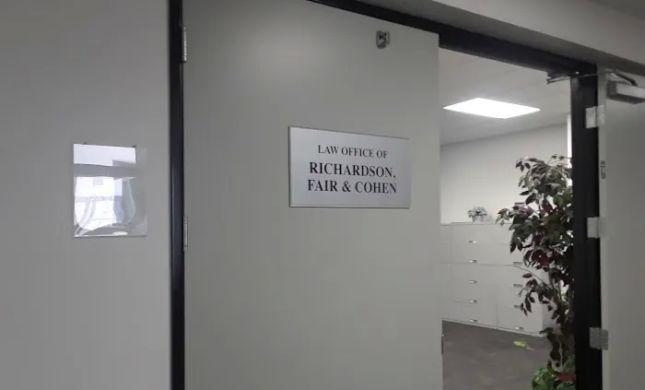 LAW OFFICE OF
RICHARDSON,
FAIR & COHEN